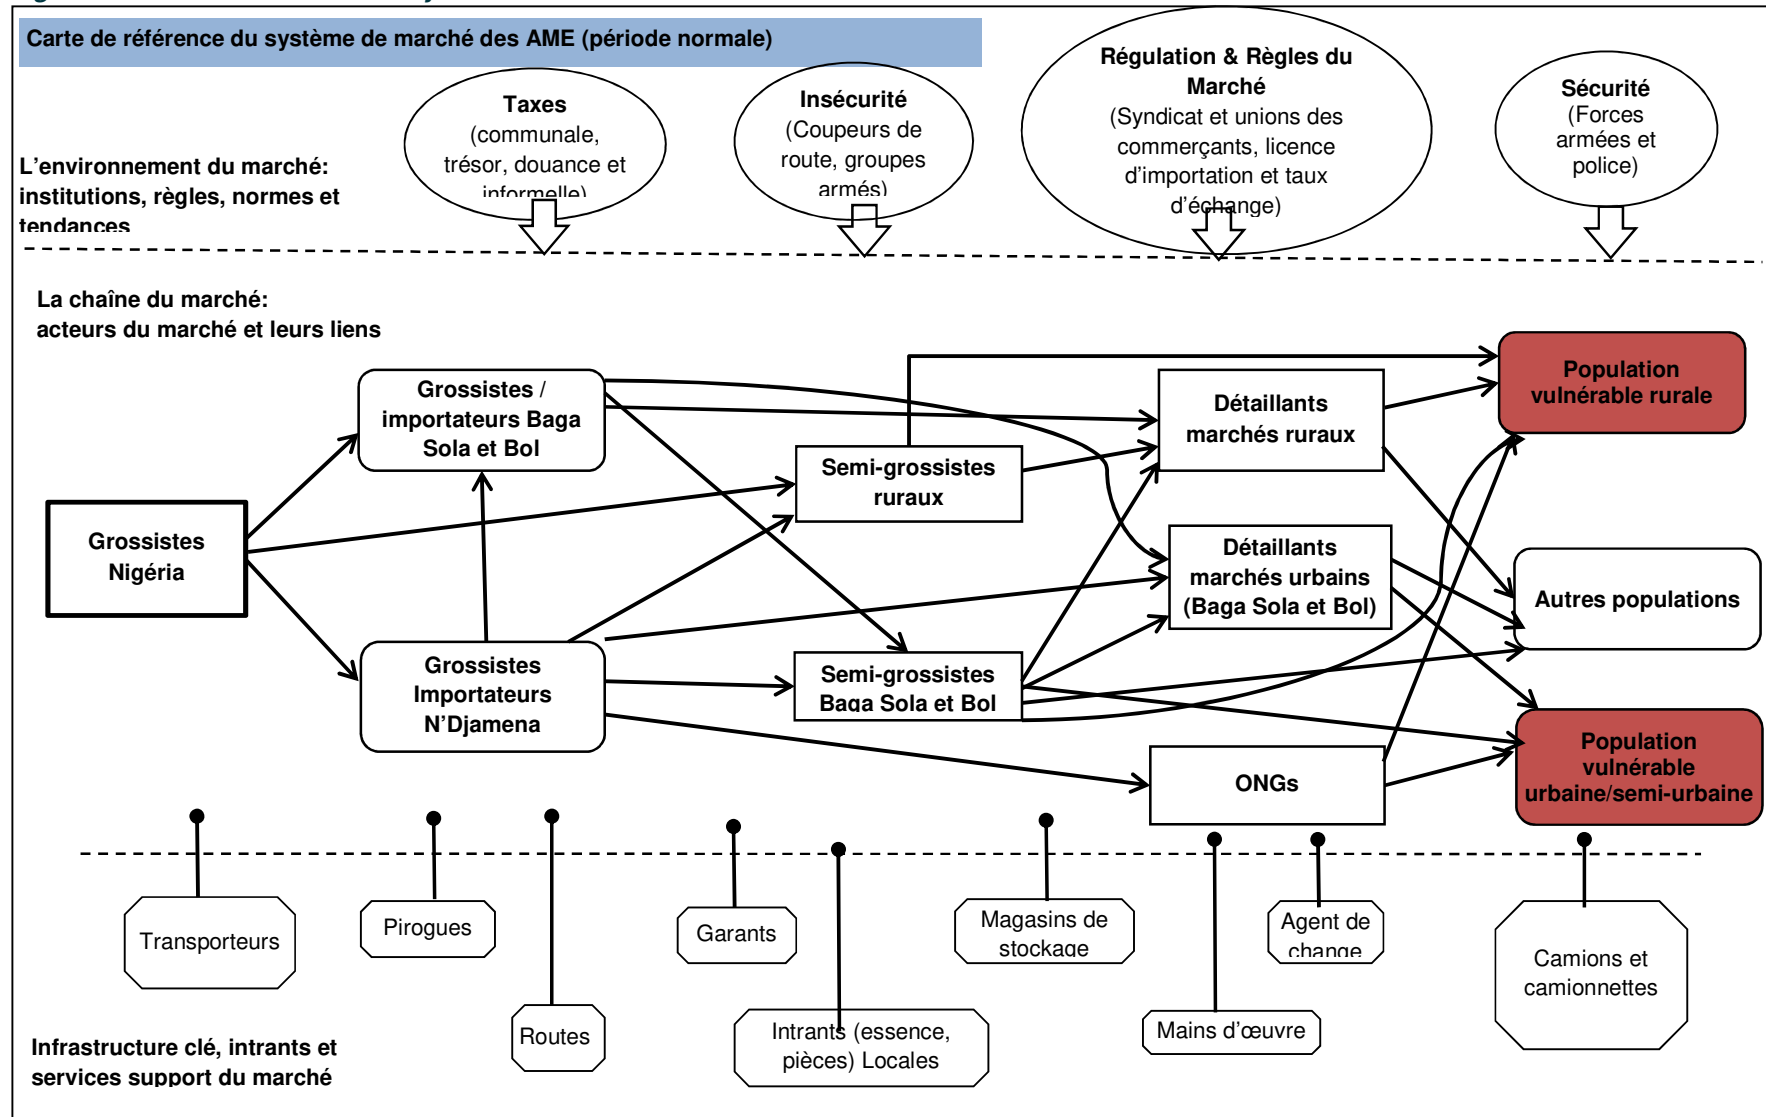 Carte de référence du système de marché des AME (période normale)
Taxes
(communale,
trésor, douance et
informelle)
Insécurité
(Coupeurs de
route, groupes
armés)
Régulation & Règles du
Marché
(Syndicat et unions des
commerçants, licence
d'importation et taux
d'échange)
Sécurité
(Forces
armées et
police)
L'environnement du marché:
institutions, règles, normes et
tendances
La chaîne du marché:
acteurs du marché et leurs liens
Grossistes
Nigéria
Grossistes /
importateurs Baga
Sola et Bol
Grossistes
Importateurs
N'Djamena
Semi-grossistes
ruraux
Semi-grossistes
Baga Sola et Bol
Détaillants
marchés ruraux
Détaillants
marchés urbains
(Baga Sola et Bol)
ONGs
Population
vulnérable rurale
Autres populations
Population
vulnérable
urbaine/semi-urbaine
Transporteurs
Pirogues
Routes
Garants
Intrants (essence,
pièces) Locales
Magasins de
stockage
Mains d'œuvre
Agent de
change
Camions et
camionnettes
Infrastructure clé, intrants et
services support du marché